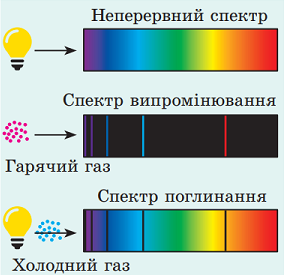 Неперервний спектр
Спектр випромінювання
Гарячий газ
Спектр поглинання
Холодний газ